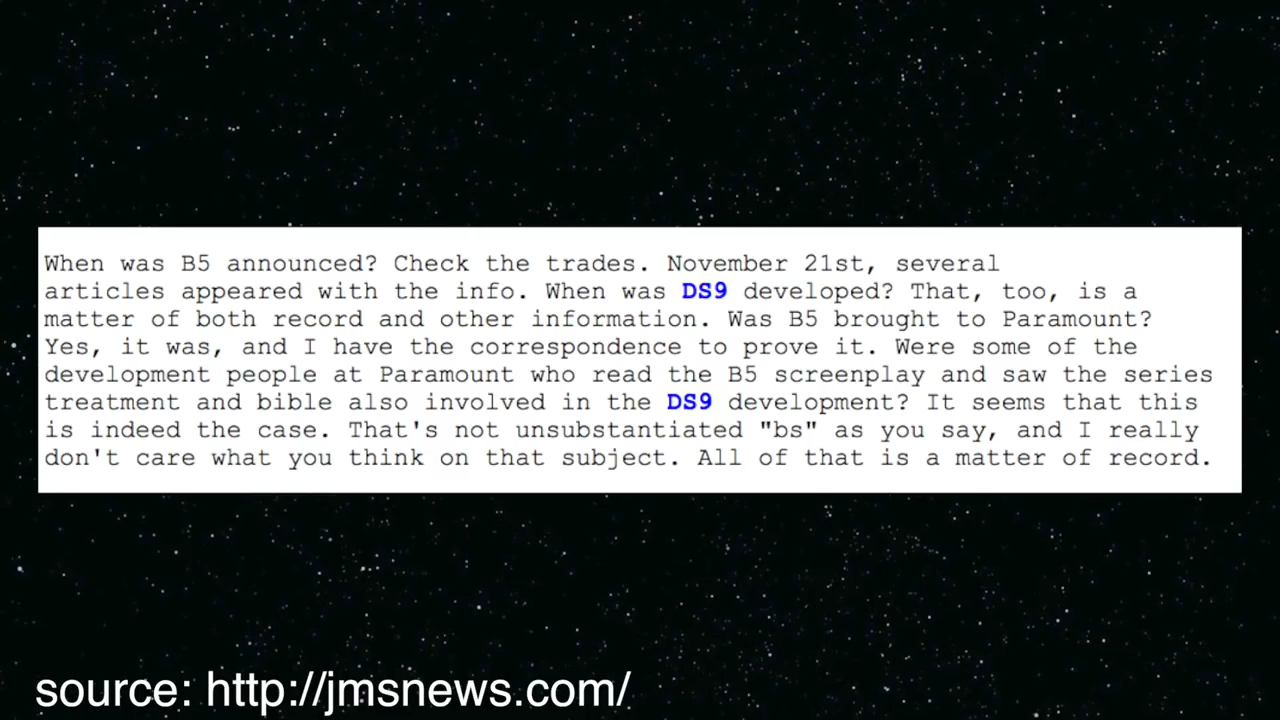 When was B5 announced? Check the trades. November 21st, several
articles appeared with the info. When was DS9 developed? That, too, is a
matter of both record and other information. Was B5 brought to Paramount?
Yes, it was, and I have the correspondence to prove it. Were some of the
development people at Paramount who read the B5 screenplay and saw the series
treatment and bible also involved in the DS9 development? It seems that this
is indeed the case. That's not unsubstantiated "bs" as you say, and I really
don't care what you think on that subject. All of that is a matter of record.
source: http://jmsnews.com/